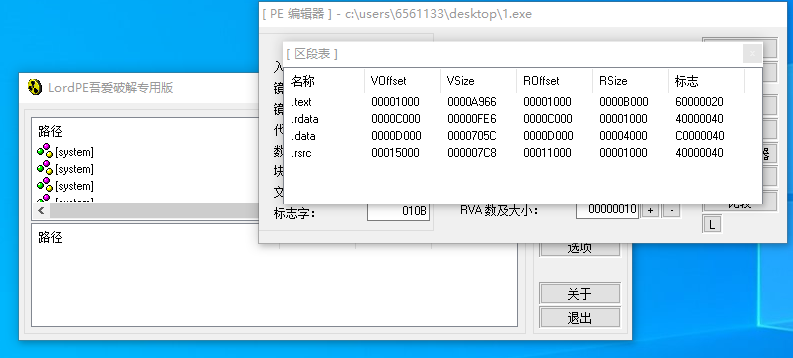 [ PE 编辑器 ] - c:\users\6561133\desktop\1.exe
[ 区段表 ]
名称 VOffset VSize ROffset RSize 标志
.text 00001000 0000A966 00001000 0000B000 60000020
.rdata 0000C000 00000FE6 0000C000 00001000 40000040
.data 0000D000 0000705C 0000D000 00004000 C0000040
.rsrc 00015000 000007C8 00011000 00001000 40000040
入
镜
镜
代
数
块
文
标志字: 010B RVA 数及大小: 00000010 + -
L
LordPE吾爱破解专用版
路径
[system]
[system]
[system]
路径
选项
关于
退出